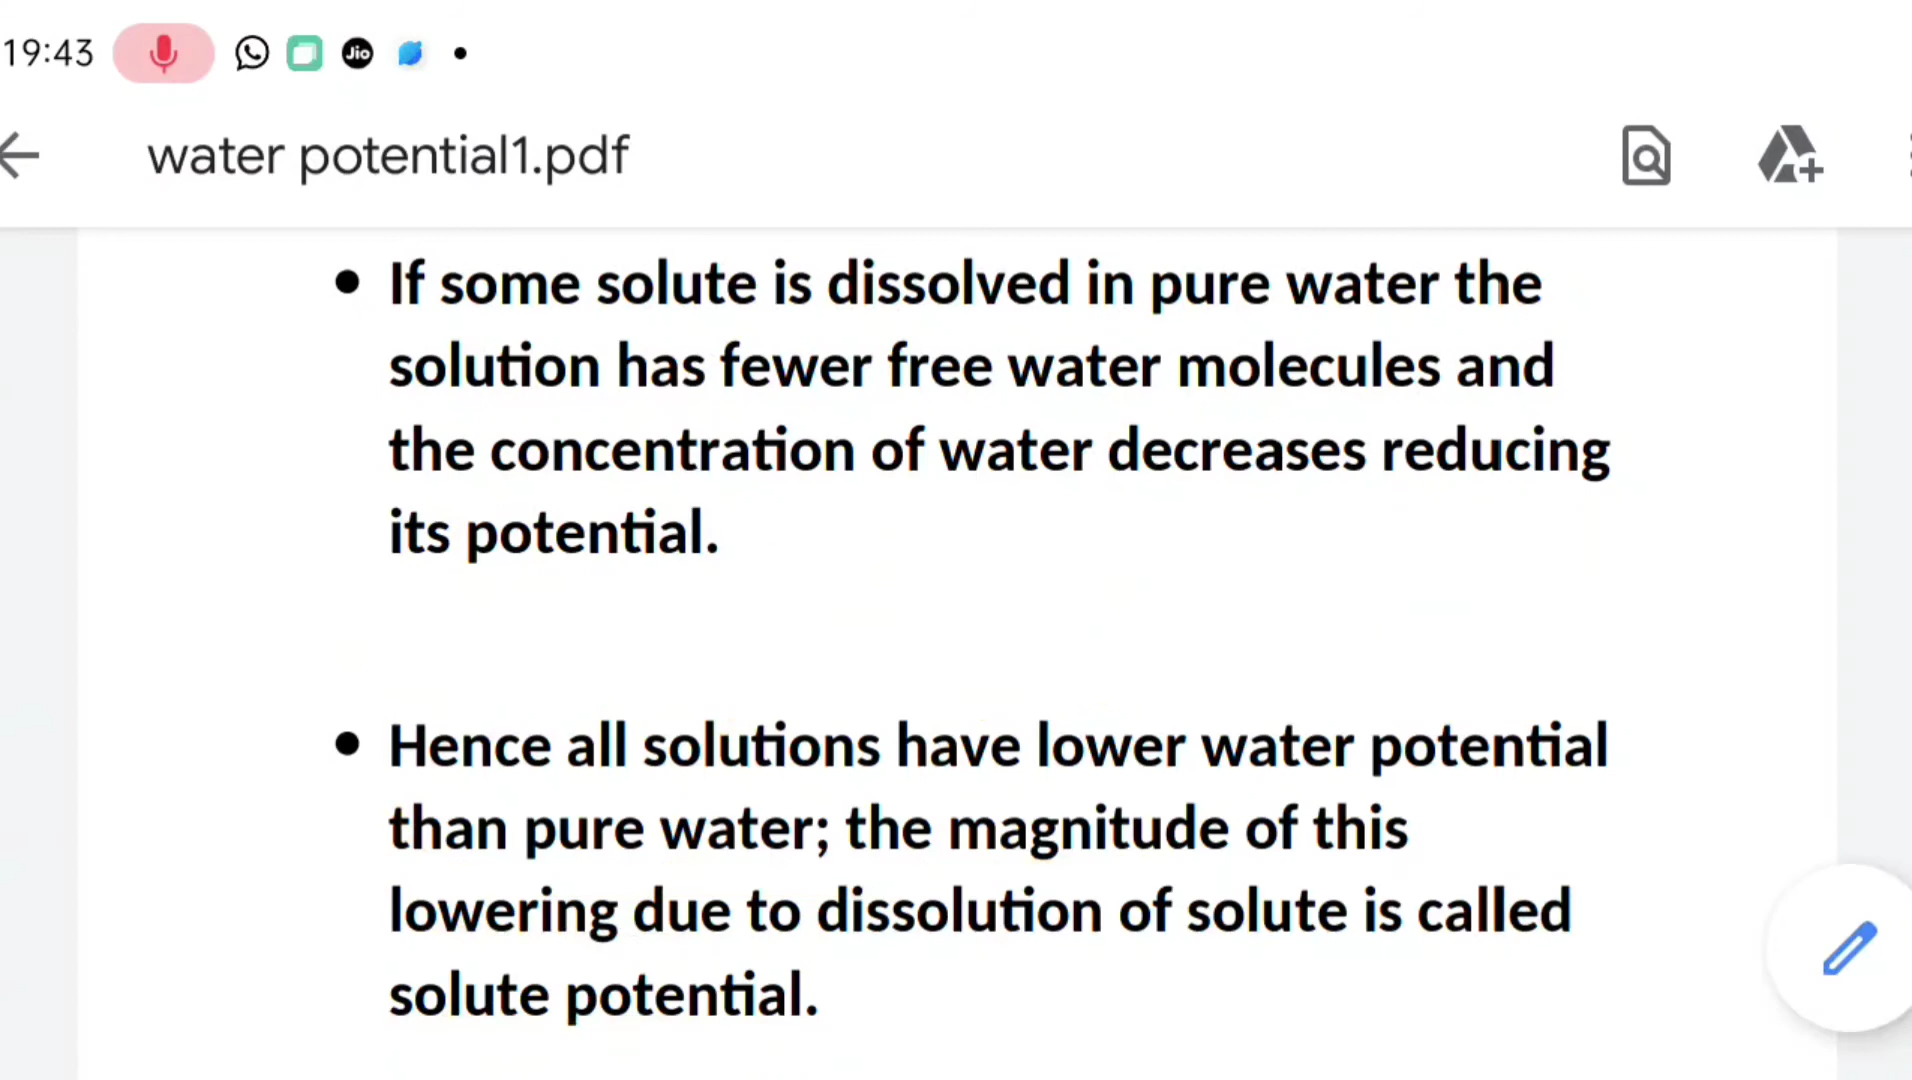 19:43 Jio
water potential1.pdf
• If some solute is dissolved in pure water the
solution has fewer free water molecules and
the concentration of water decreases reducing
its potential.
• Hence all solutions have lower water potential
than pure water; the magnitude of this
lowering due to dissolution of solute is called
solute potential.